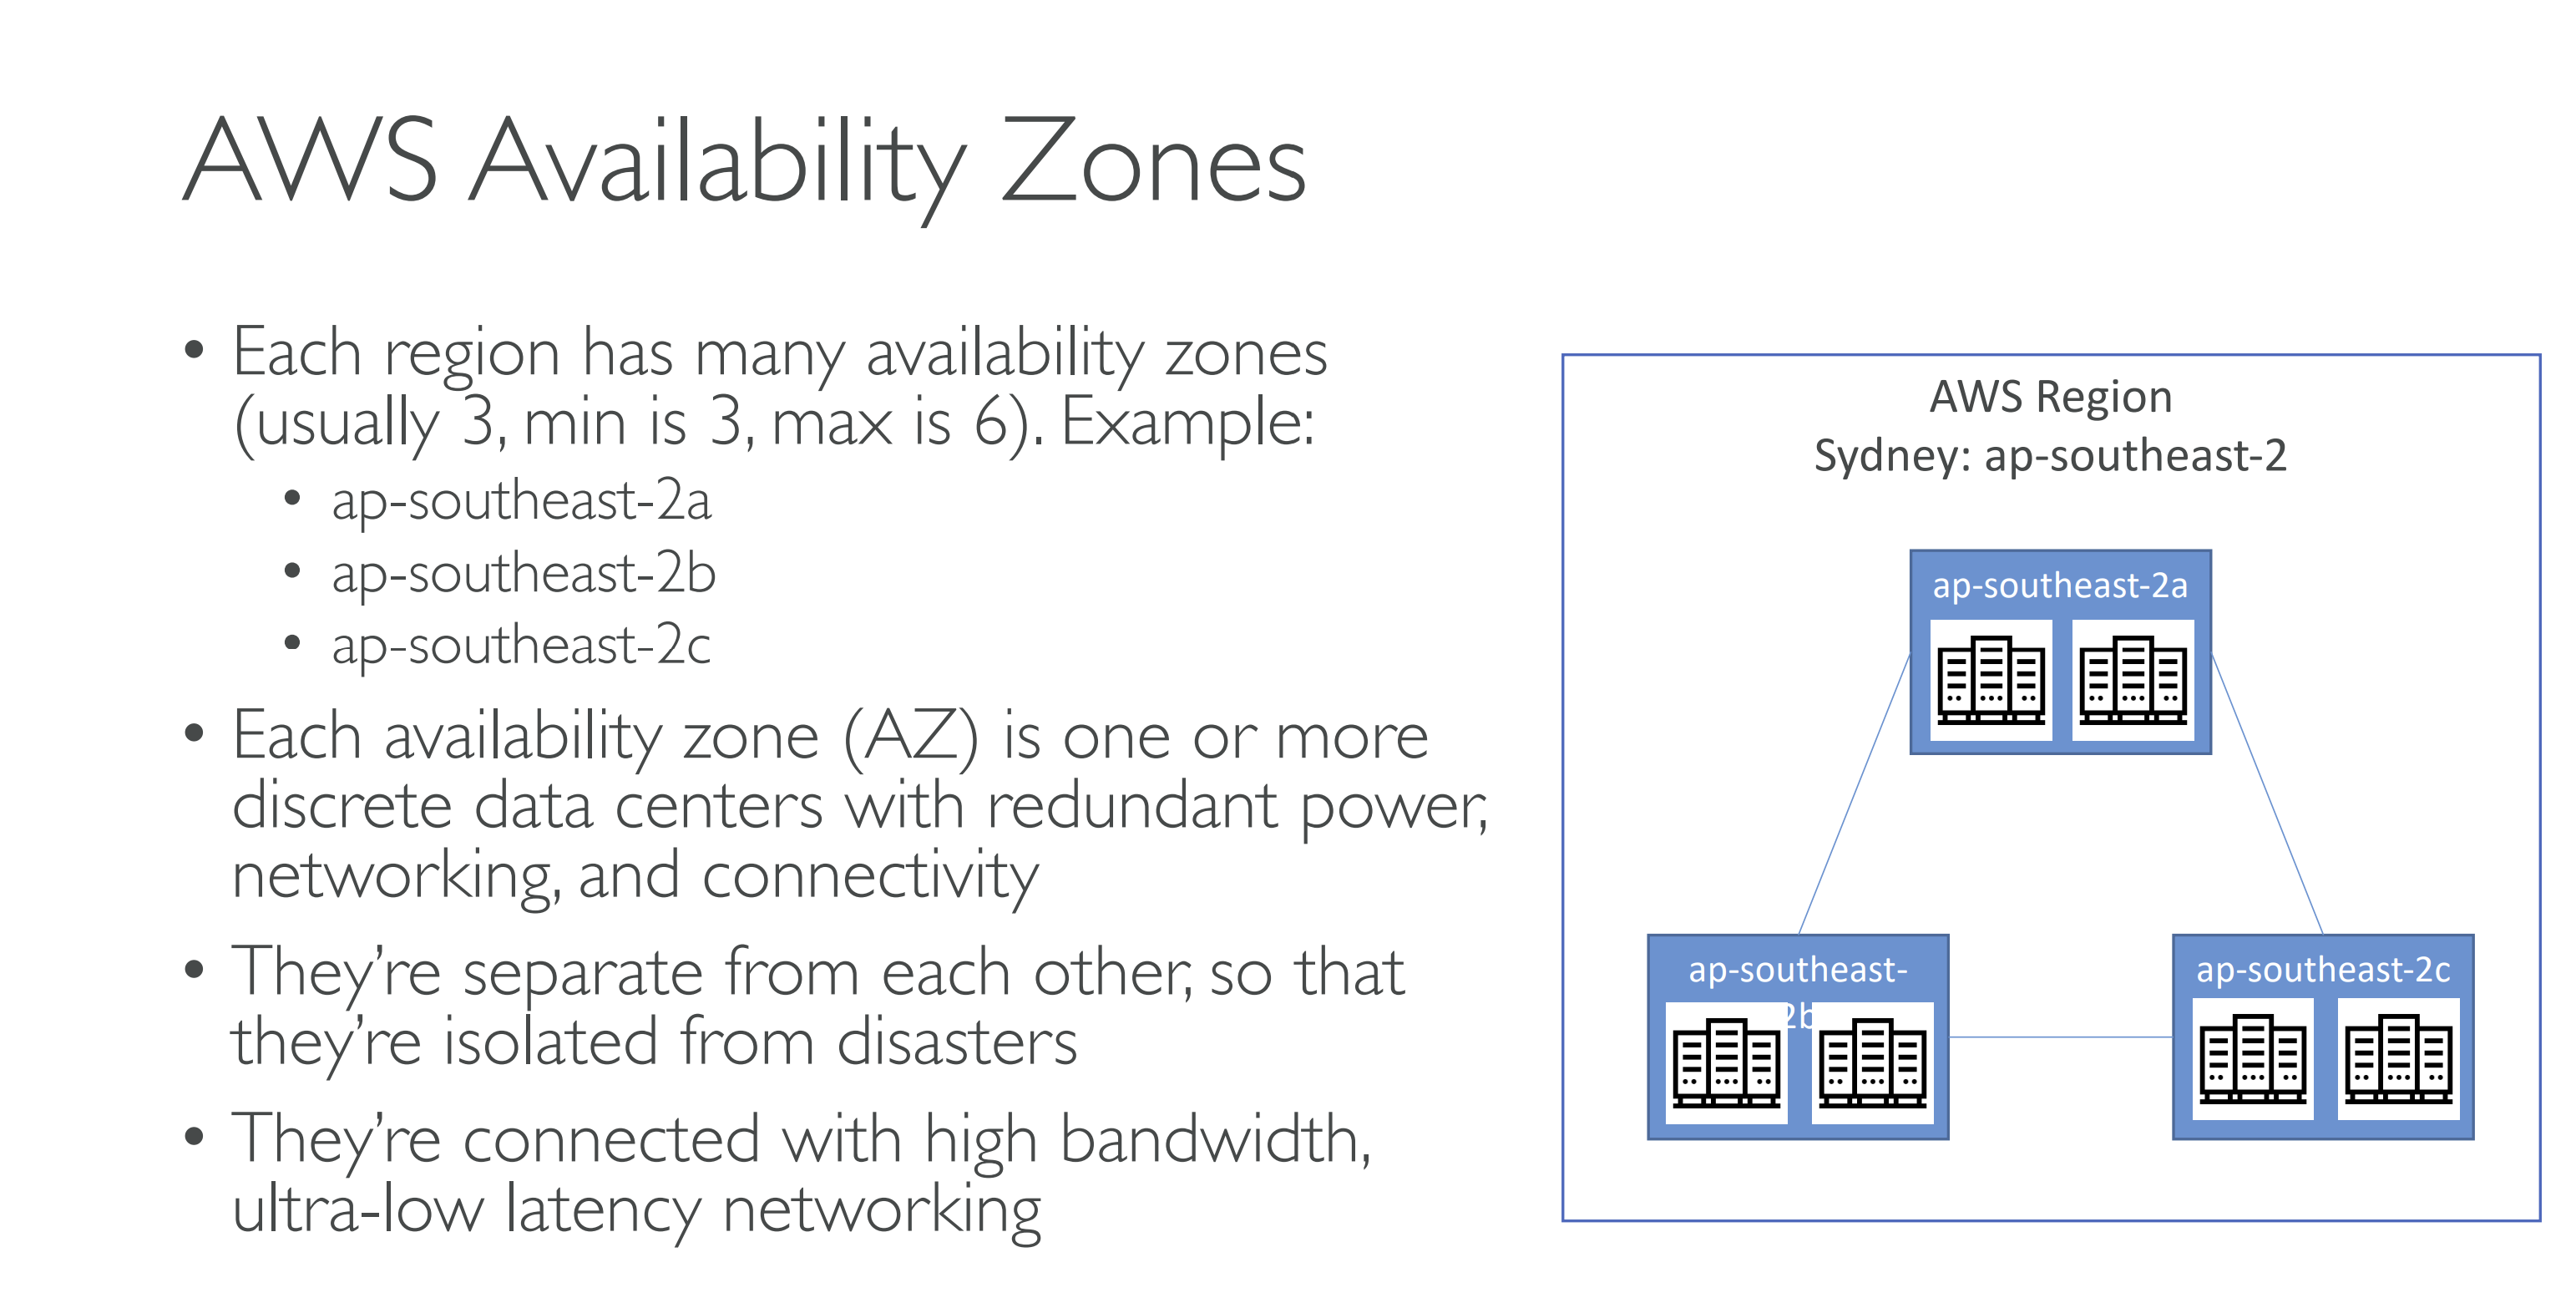 AWS Availability Zones
• Each region has many availability zones
(usually 3, min is 3, max is 6). Example:
• ap-southeast-2a
• ap-southeast-2b
• ap-southeast-2c
• Each availability zone (AZ) is one or more
discrete data centers with redundant power,
networking, and connectivity
• They’re separate from each other, so that
they’re isolated from disasters
• They’re connected with high bandwidth,
ultra-low latency networking
AWS Region
Sydney: ap-southeast-2
ap-southeast-2a
ap-southeast-
2b
ap-southeast-2c